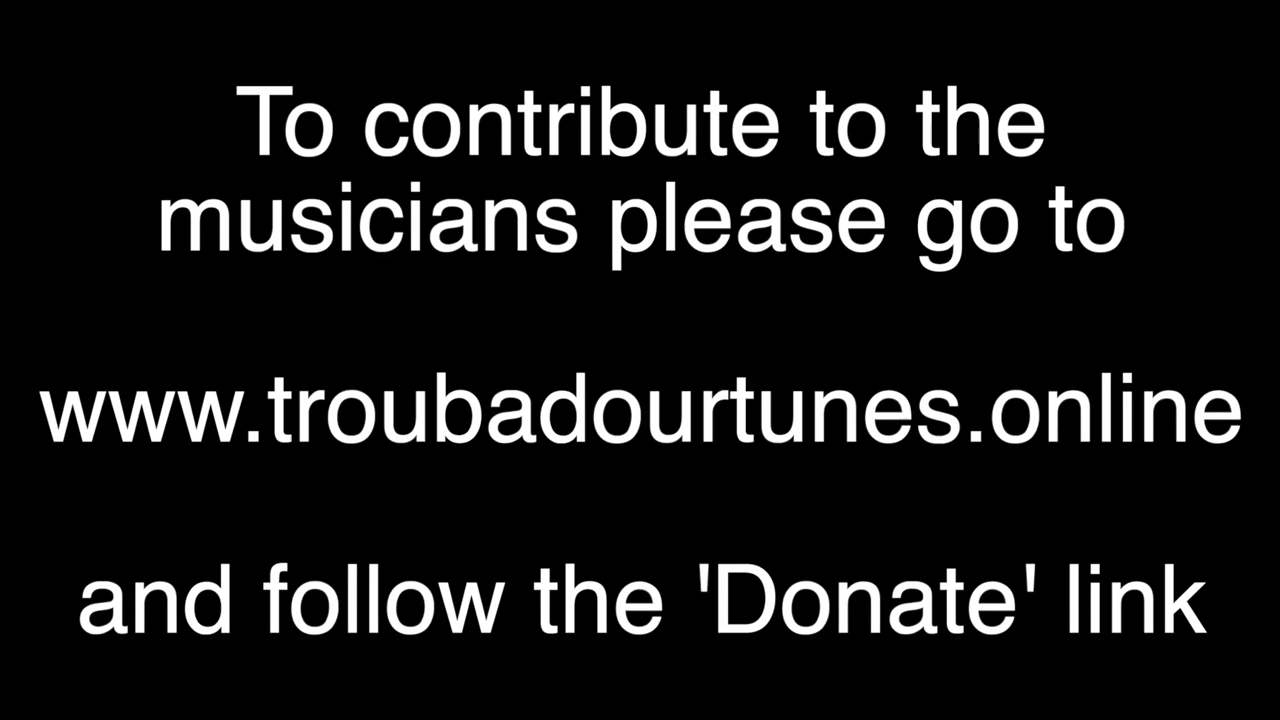 To contribute to the
musicians please go to
www.troubadourtunes.online
and follow the 'Donate' link